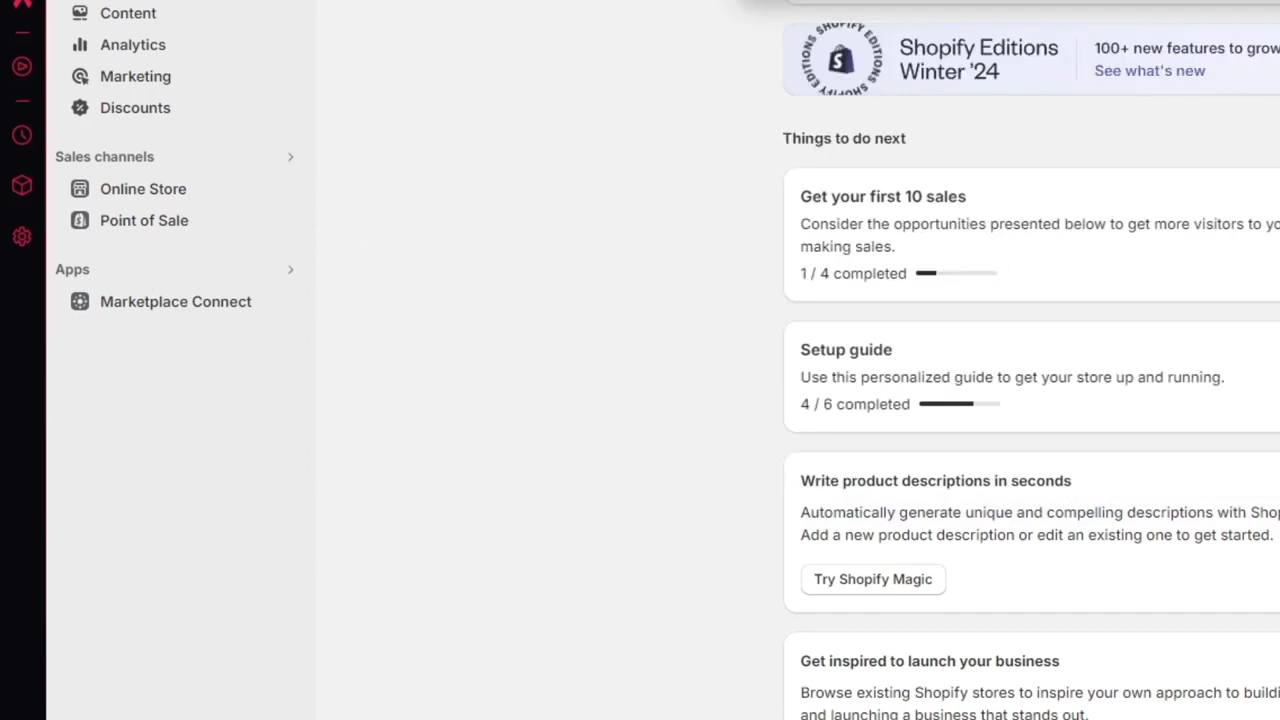 Content
Analytics
Marketing
Discounts
Sales channels
Online Store
Point of Sale
Apps
Marketplace Connect
SHOPIFY EDITIONS SHOPIFY EDITIONS
Shopify Editions
Winter '24
100+ new features to grow
See what's new
Things to do next
Get your first 10 sales
Consider the opportunities presented below to get more visitors to
making sales.
1 / 4 completed
Setup guide
Use this personalized guide to get your store up and running.
4 / 6 completed
Write product descriptions in seconds
Automatically generate unique and compelling descriptions with
Add a new product description or edit an existing one to get started.
Try Shopify Magic
Get inspired to launch your business
Browse existing Shopify stores to inspire your own approach to
and launching a business that stands out.